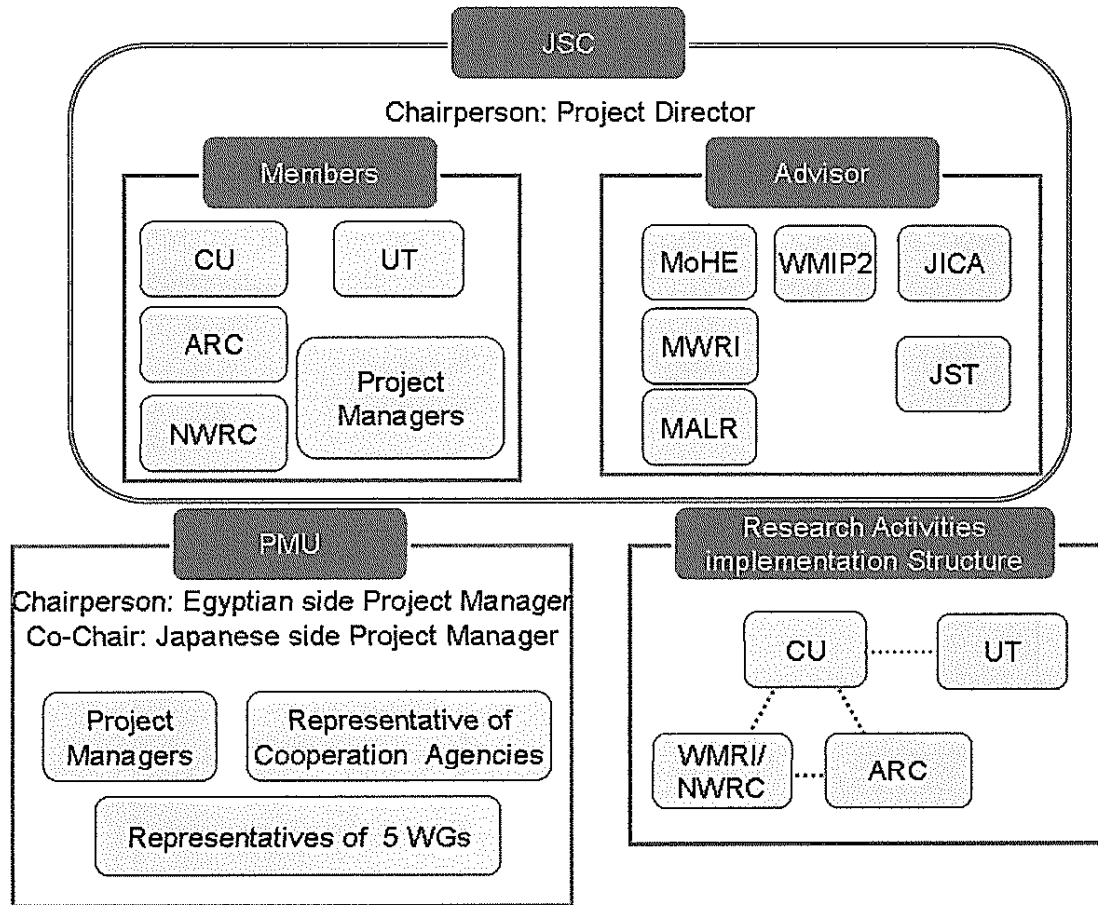 JSC
Chairperson: Project Director
Members
CU
UT
ARC
Project
Managers
NWRC
Advisor
MoHE
WMIP2
JICA
MWRI
JST
MALR
PMU
Chairperson: Egyptian side Project Manager
Co-Chair: Japanese side Project Manager
Project
Managers
Representative of
Cooperation Agencies
Representatives of 5 WGs
Research Activities
implementation Structure
CU
UT
WMRI/
NWRC
ARC